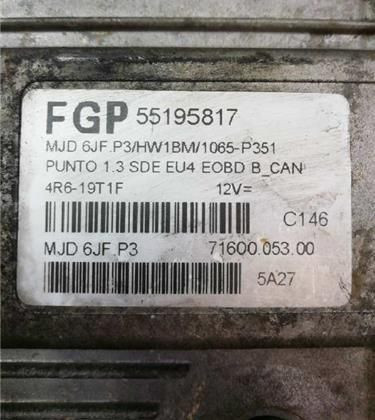 FGP 55195817
MJD 6JF.P3/HW1BM/1065-P351
PUNTO 1.3 SDE EU4 EOBD B_CAN
4R6-19T1F 12V=
C146
MJD 6JF.P3 71600.053.00
5A27